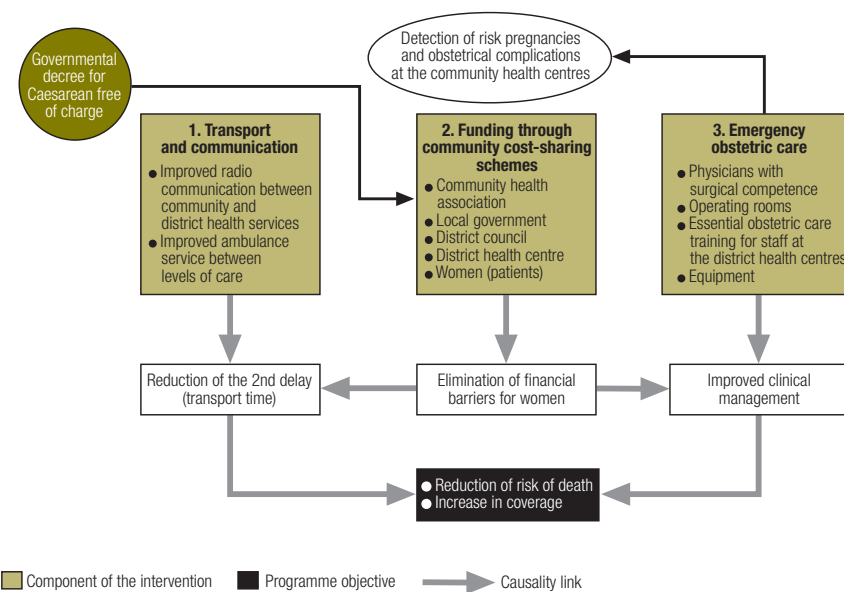 Governmental
decree for
Caesarean free
of charge
Detection of risk pregnancies
and obstetrical complications
at the community health centres
1. Transport
and communication
● Improved radio
communication between
community and
district health services
● Improved ambulance
service between
levels of care
2. Funding through
community cost-sharing
schemes
● Community health
association
● Local government
● District council
● District health centre
● Women (patients)
3. Emergency
obstetric care
● Physicians with
surgical competence
● Operating rooms
● Essential obstetric care
training for staff at
the district health centres
● Equipment
Reduction of the 2nd delay
(transport time)
Elimination of financial
barriers for women
Improved clinical
management
● Reduction of risk of death
● Increase in coverage
Component of the intervention
Programme objective
Causality link